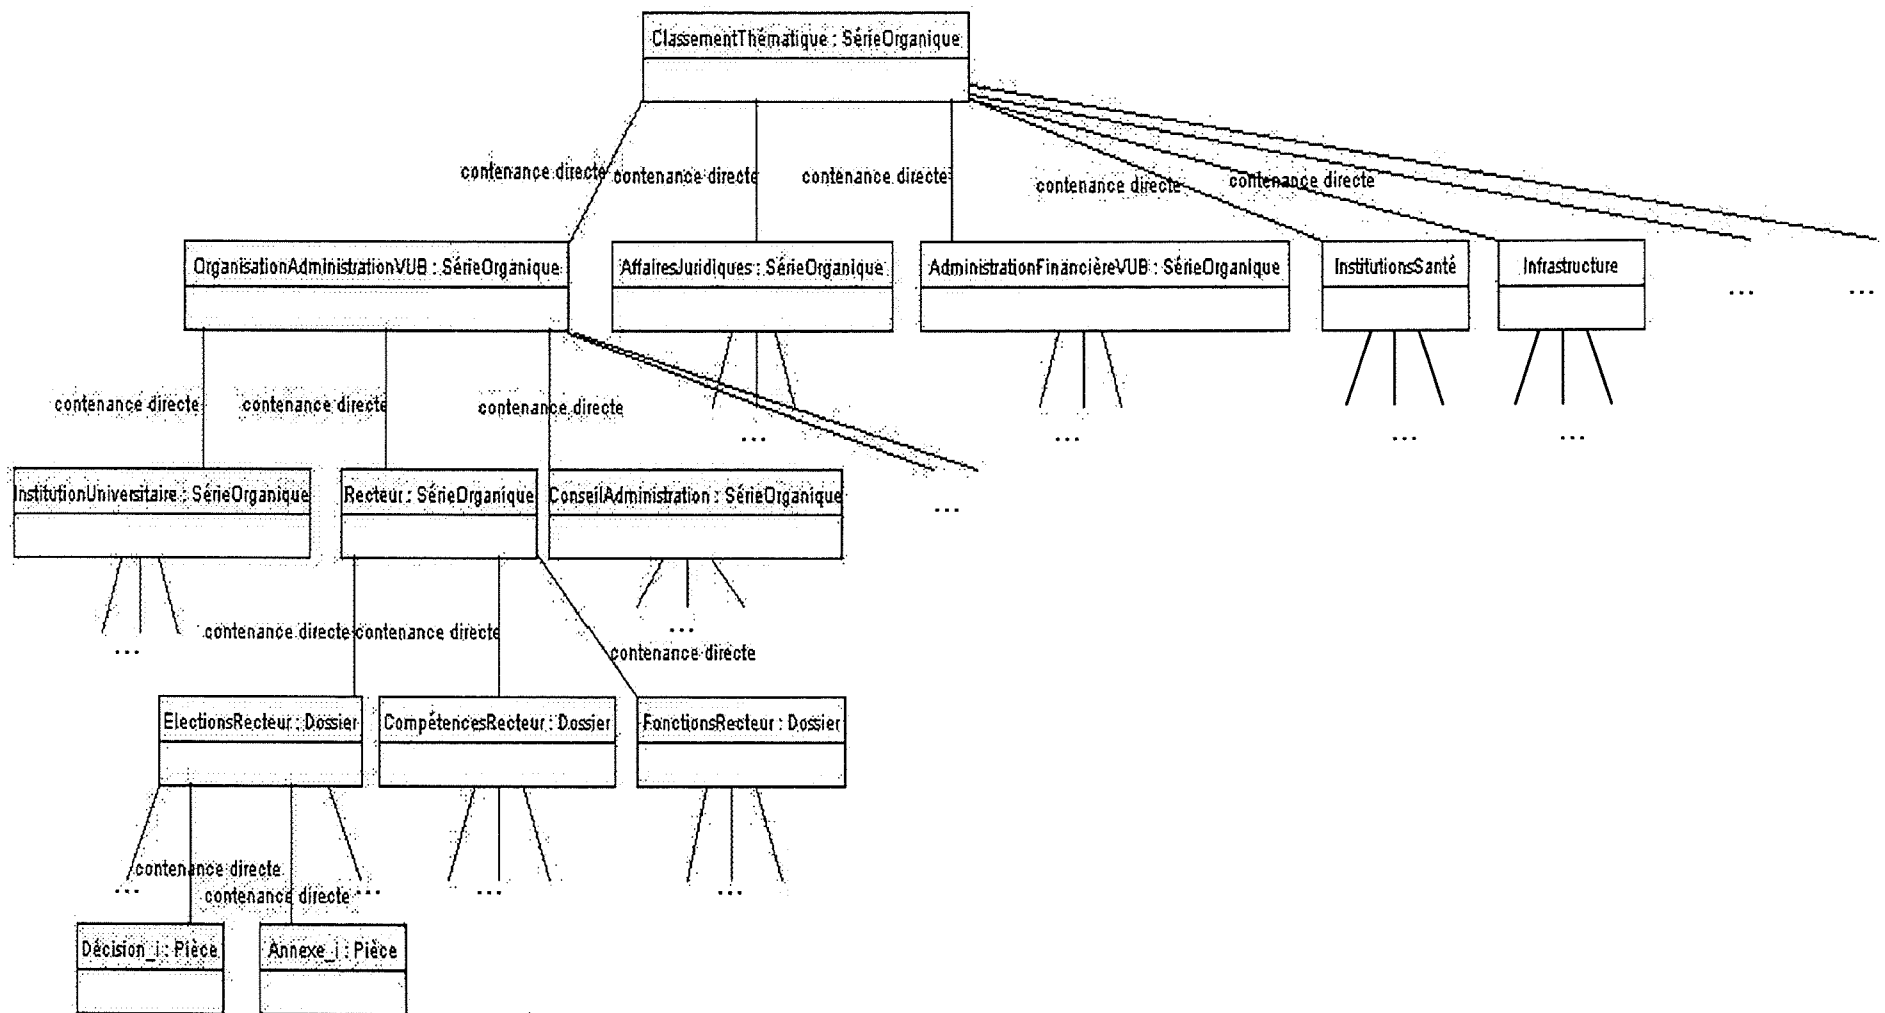 ClassementThématique : SérieOrganique
contenance directe
contenance directe
contenance directe
contenance directe
contenance directe
OrganisationAdministrationVUB : SérieOrganique
AffairesJuridiques : SérieOrganique
AdministrationFinancièreVUB : SérieOrganique
InstitutionsSanté
Infrastructure
...
...
contenance directe
contenance directe
contenance directe
...
...
...
...
InstitutionUniversitaire : SérieOrganique
Recteur : SérieOrganique
ConseilAdministration : SérieOrganique
...
contenance directe
contenance directe
contenance directe
...
...
ElectionsRecteur : Dossier
CompétencesRecteur : Dossier
FonctionsRecteur : Dossier
contenance directe
contenance directe
...
...
...
...
Décision_i : Pièce
Annexe_i : Pièce